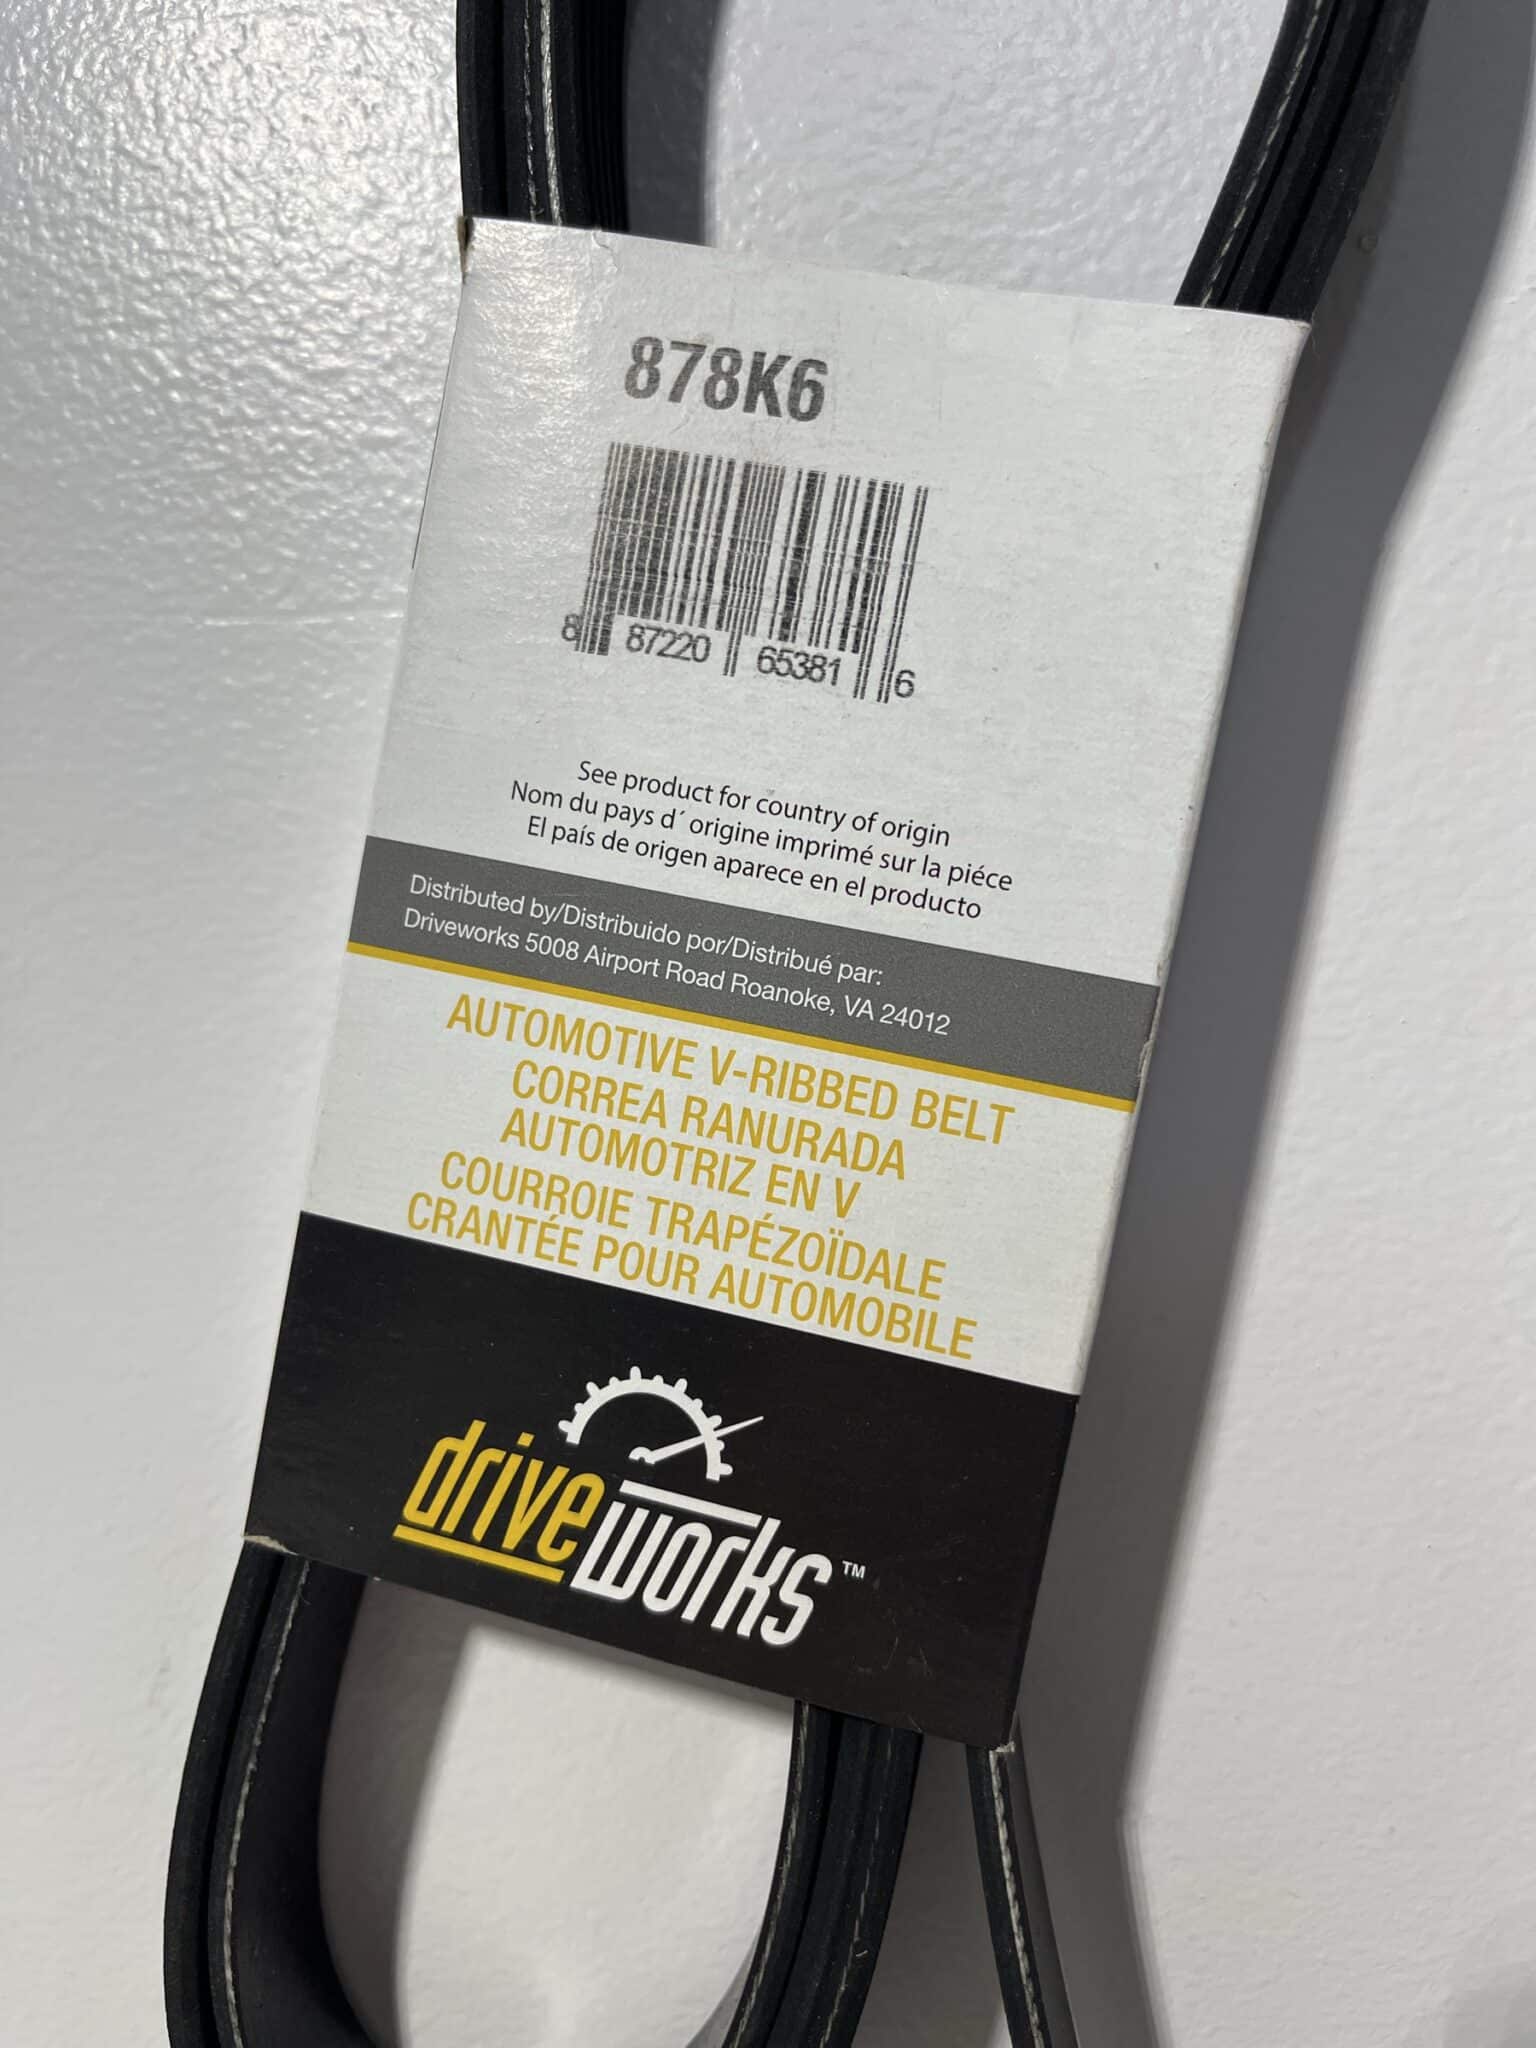 878K6
8 87220 65381 6
See product for country of origin
Nom du pays d´ origine imprimé sur la piéce
El país de origen aparece en el producto
Distributed by/Distribuido por/Distribué par:
Driveworks 5008 Airport Road Roanoke, VA 24012
AUTOMOTIVE V-RIBBED BELT
CORREA RANURADA
AUTOMOTRIZ EN V
COURROIE TRAPÉZOÏDALE
CRANTÉE POUR AUTOMOBILE
driveworks™